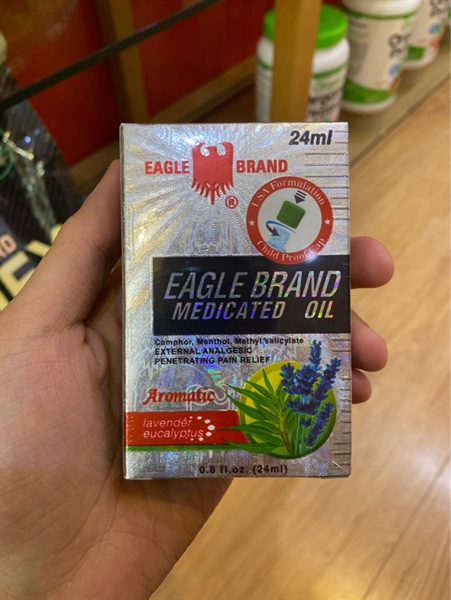 24ml
EAGLE BRAND
®
USA Formulation
Child Proof Cap
EAGLE BRAND
MEDICATED OIL
Camphor, Menthol, Methyl salicylate
EXTERNAL ANALGESIC
PENETRATING PAIN RELIEF
Aromatic
lavender
eucalyptus
0.8 fl.oz. (24ml)